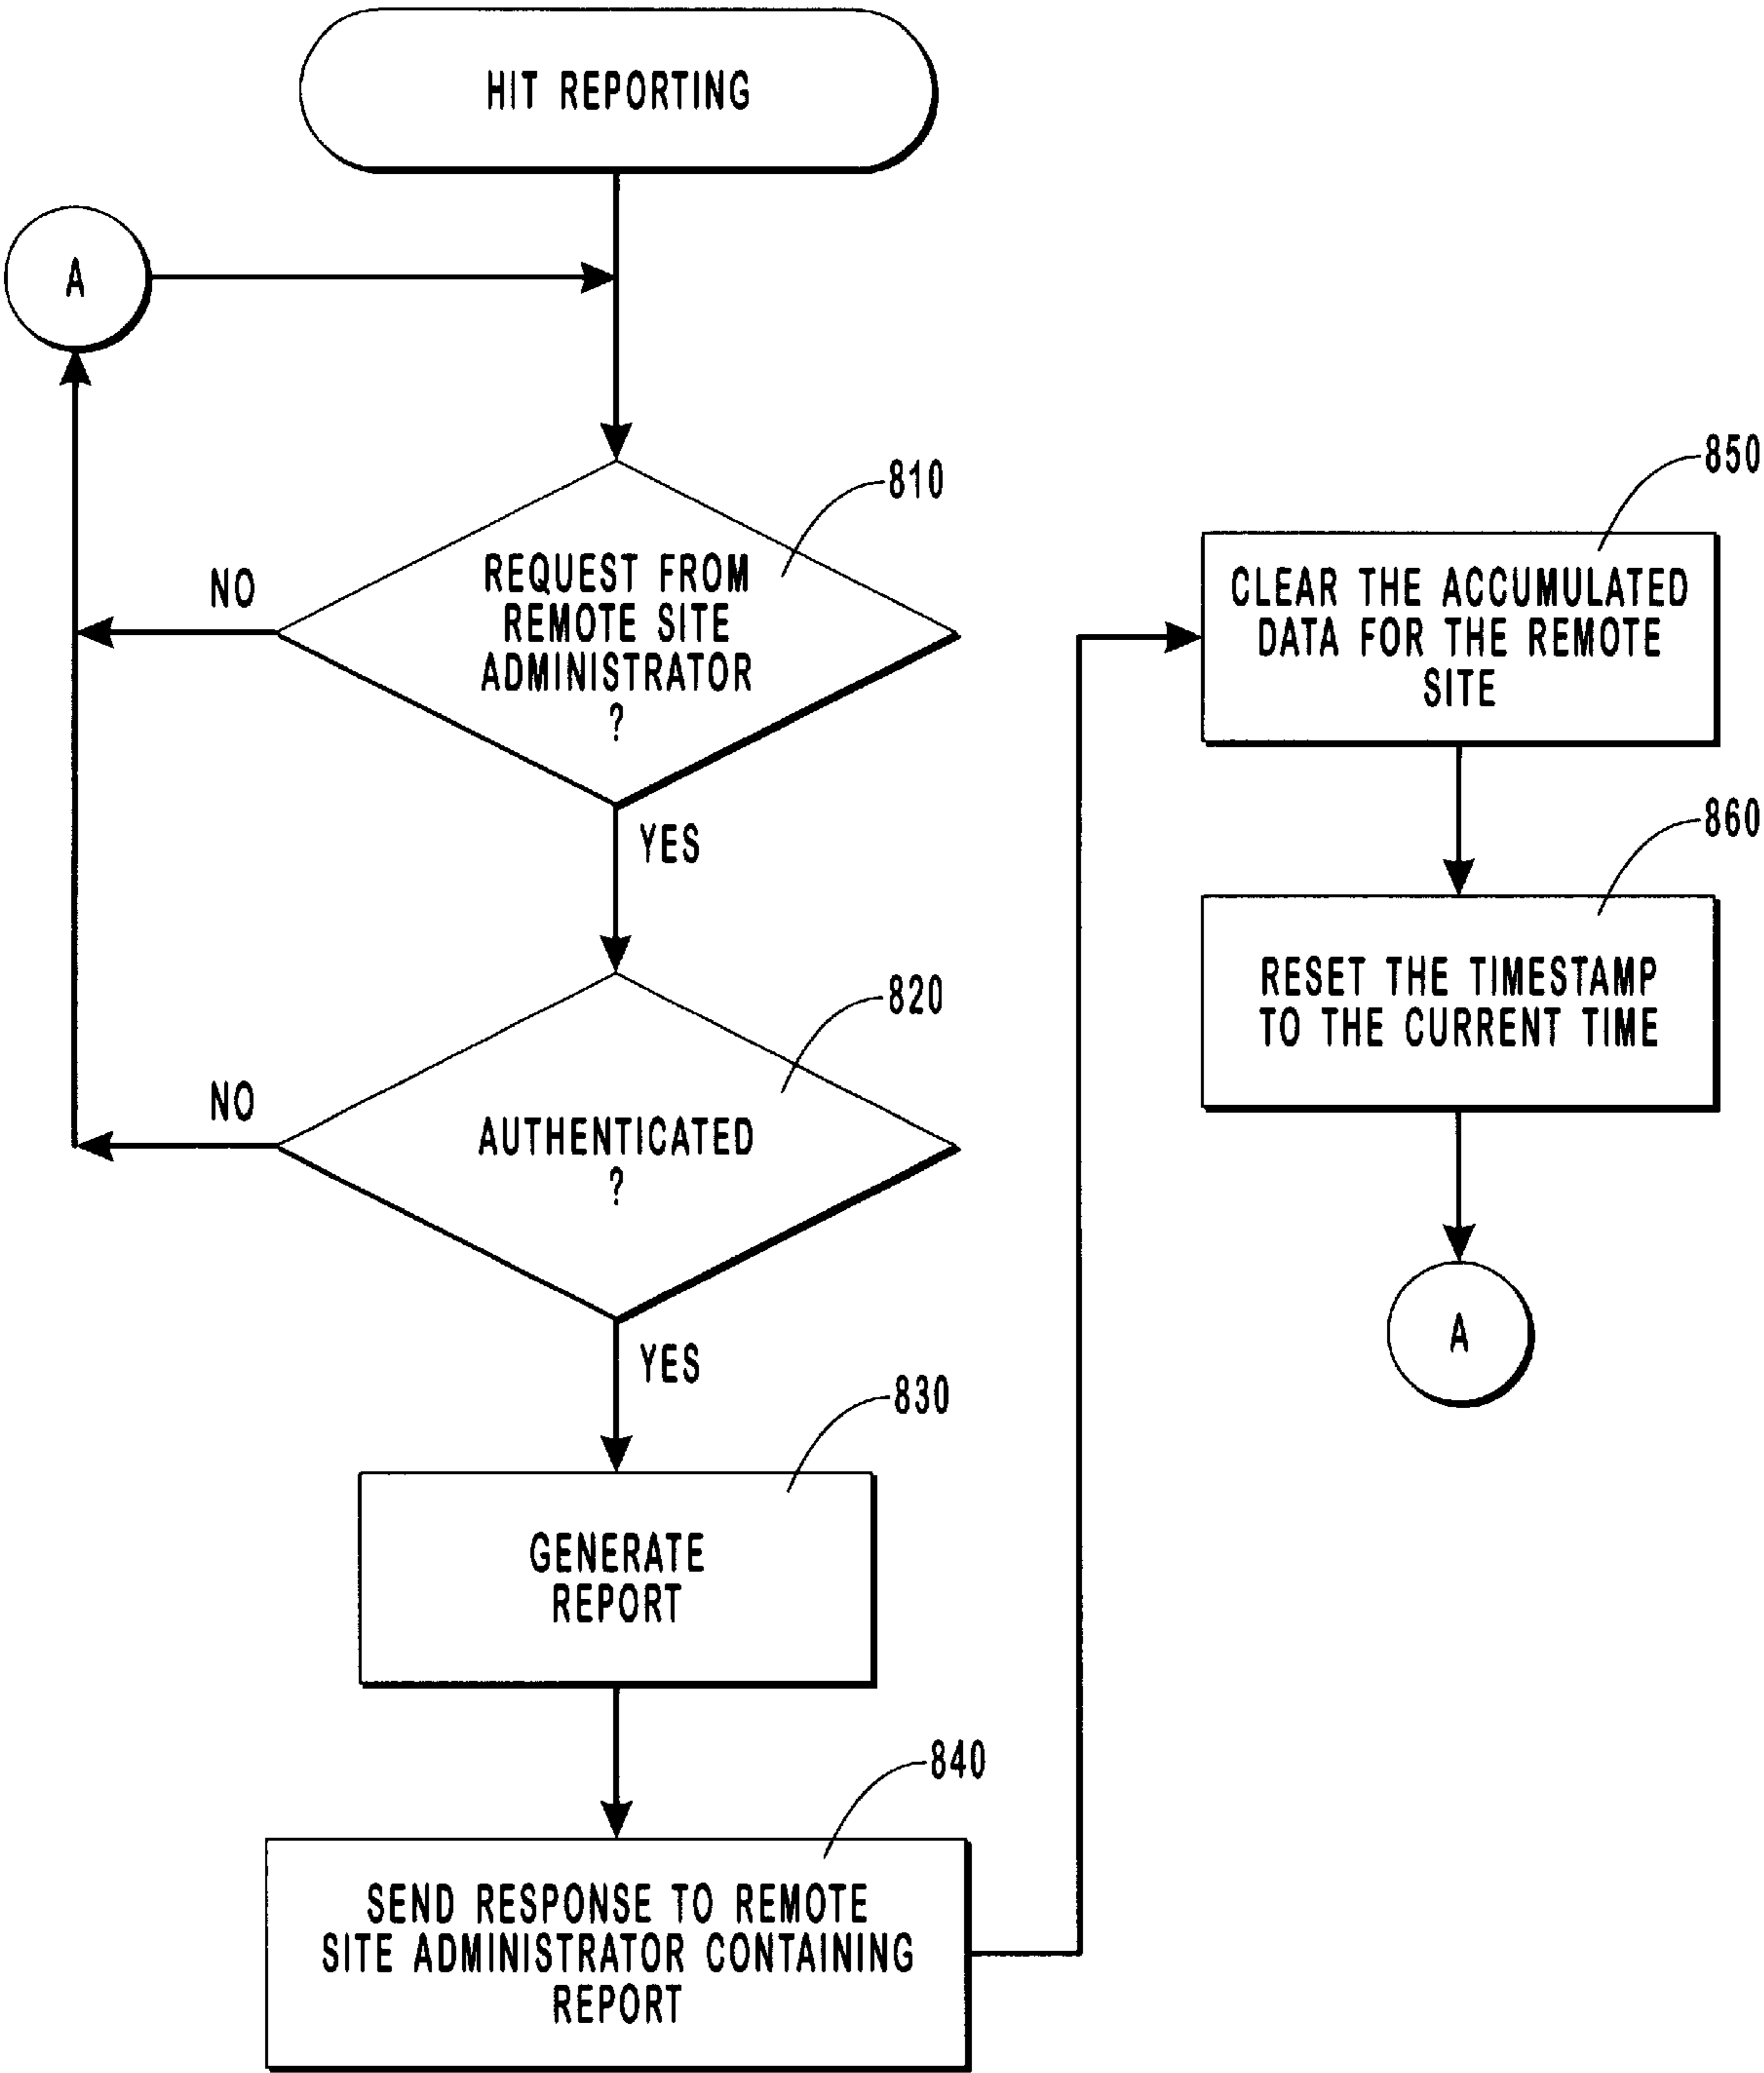 HIT REPORTING
A
810
REQUEST FROM
REMOTE SITE
ADMINISTRATOR
?
NO
YES
820
AUTHENTICATED
?
NO
YES
830
GENERATE
REPORT
840
SEND RESPONSE TO REMOTE
SITE ADMINISTRATOR CONTAINING
REPORT
850
CLEAR THE ACCUMULATED
DATA FOR THE REMOTE
SITE
860
RESET THE TIMESTAMP
TO THE CURRENT TIME
A